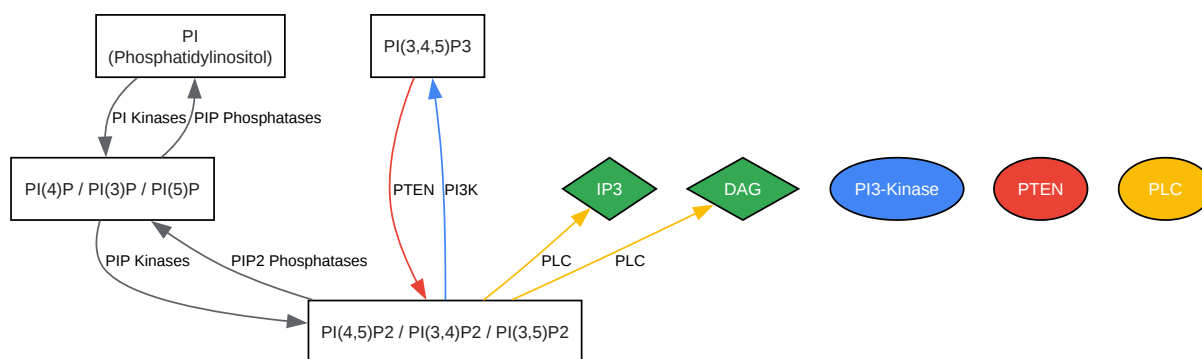 PI
(Phosphatidylinositol)
PI(3,4,5)P3
PI Kinases
PIP Phosphatases
PI(4)P / PI(3)P / PI(5)P
PTEN
PI3K
IP3
DAG
PI3-Kinase
PTEN
PLC
PIP Kinases
PIP2 Phosphatases
PLC
PLC
PI(4,5)P2 / PI(3,4)P2 / PI(3,5)P2